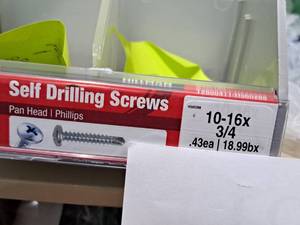 Self Drilling Screws
Pan Head | Phillips
10-16x
3/4
.43ea | 18.99bx